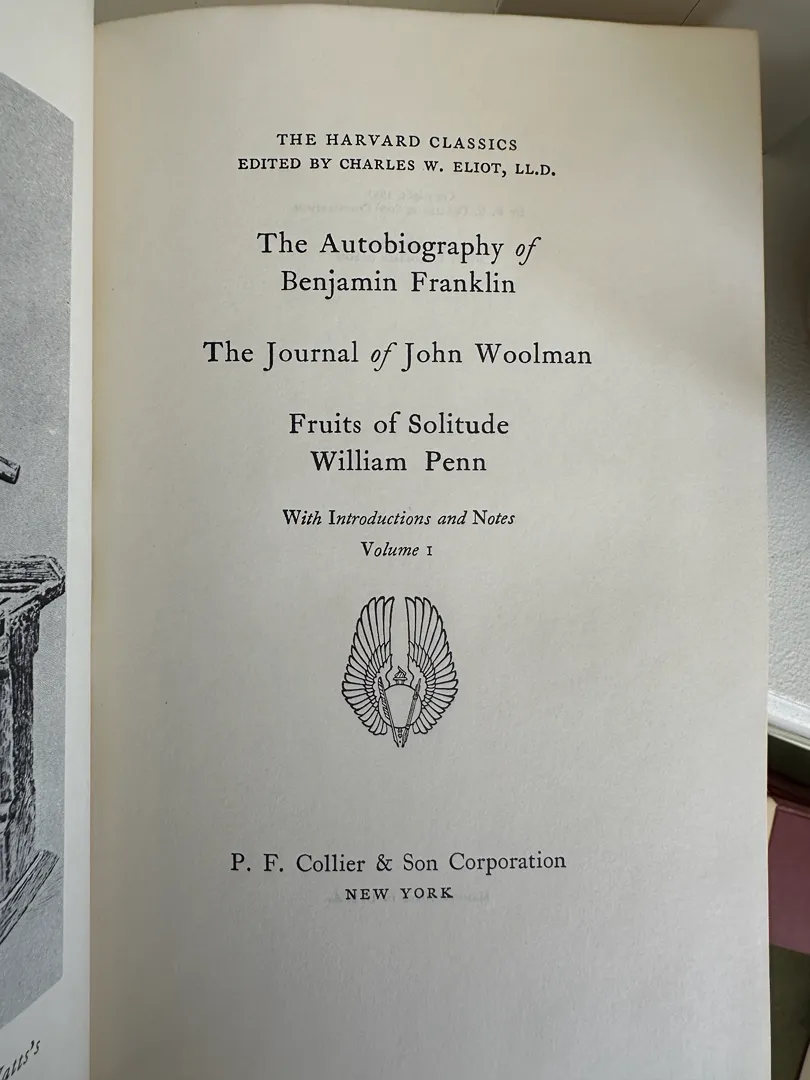 THE HARVARD CLASSICS
EDITED BY CHARLES W. ELIOT, LL.D.
The Autobiography of
Benjamin Franklin
The Journal of John Woolman
Fruits of Solitude
William Penn
With Introductions and Notes
Volume 1
P. F. Collier & Son Corporation
NEW YORK